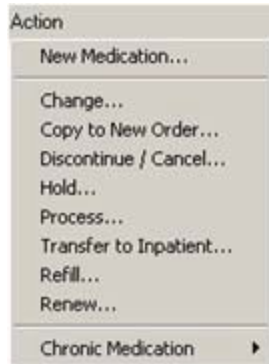 Action
New Medication...
Change...
Copy to New Order...
Discontinue / Cancel...
Hold...
Process...
Transfer to Inpatient...
Refill...
Renew...
Chronic Medication